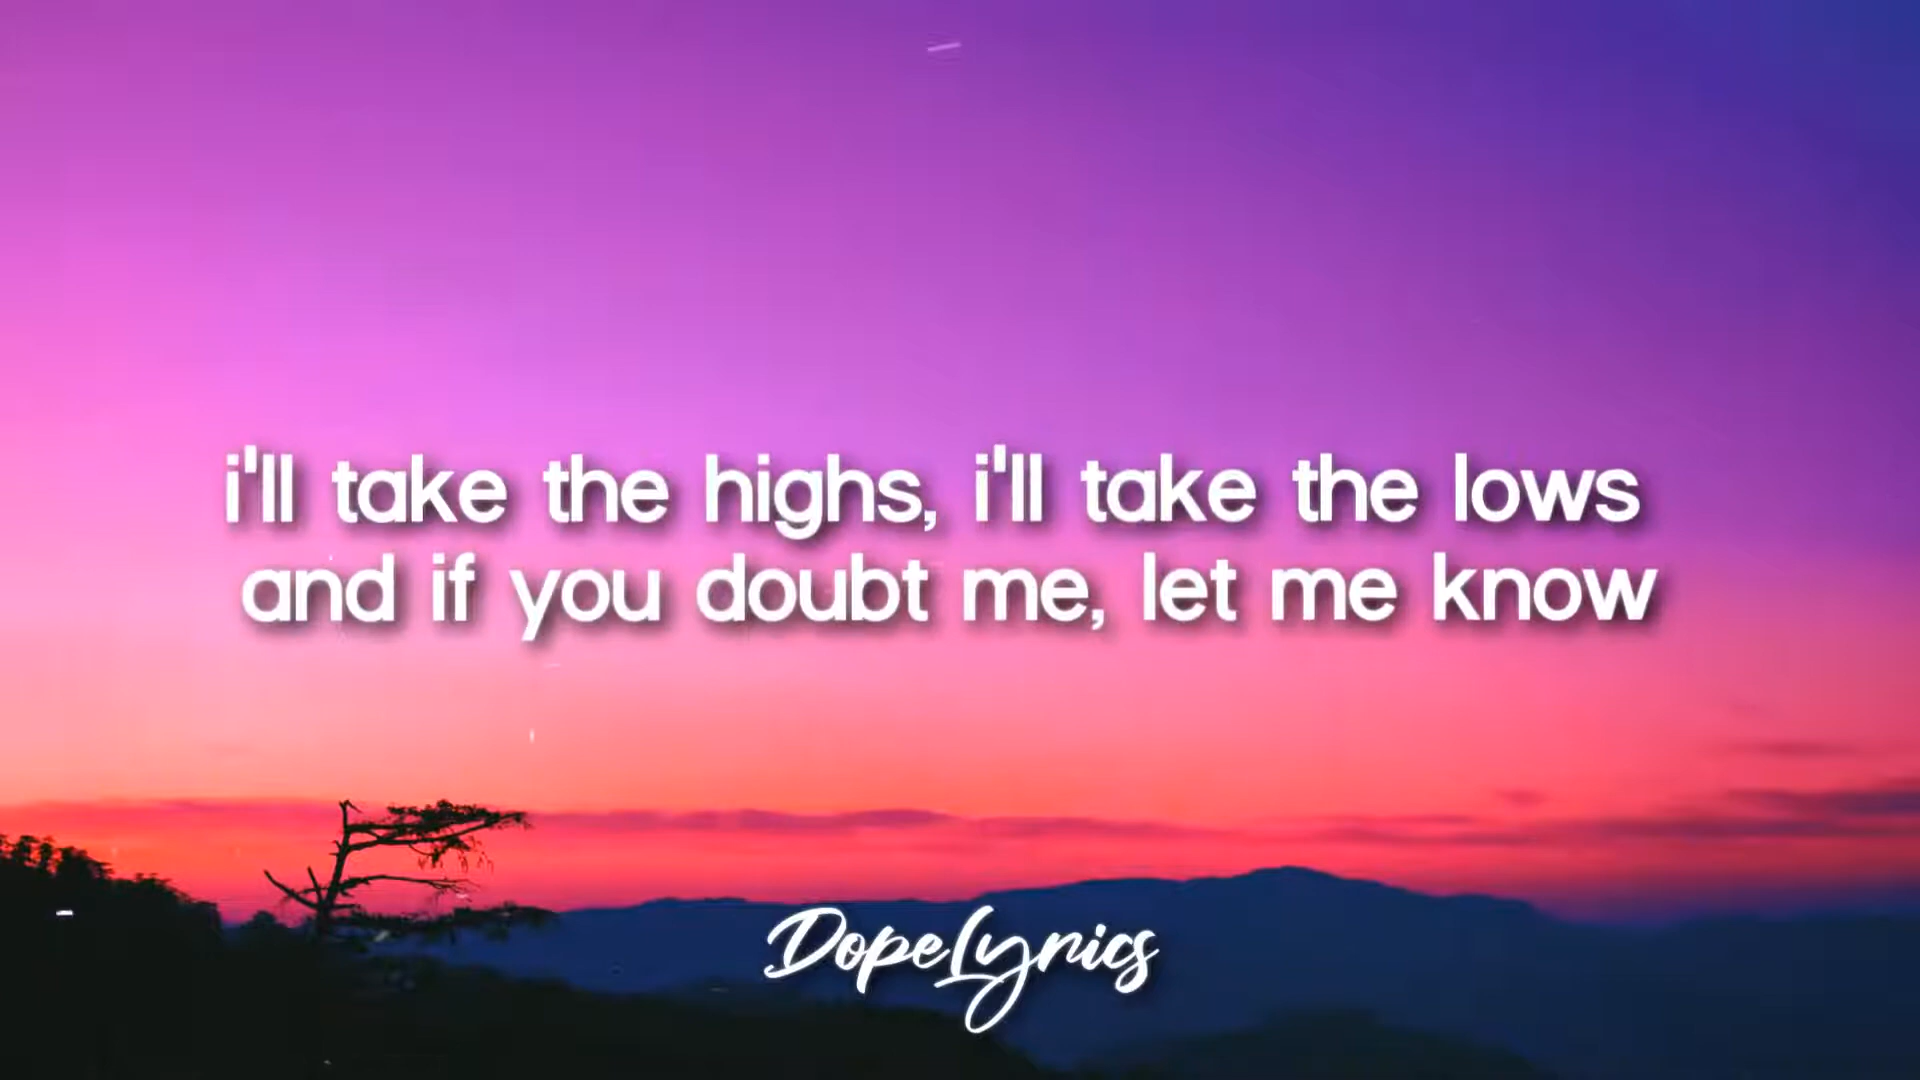 i'll take the highs, i'll take the lows
and if you doubt me, let me know
DopeLyrics